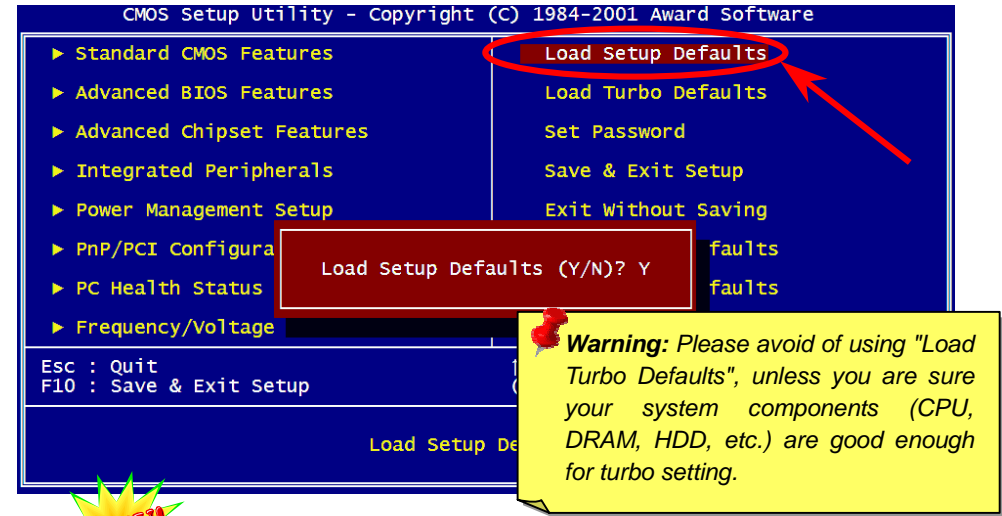 CMOS Setup Utility - Copyright (C) 1984-2001 Award Software
► Standard CMOS Features
► Advanced BIOS Features
► Advanced Chipset Features
► Integrated Peripherals
► Power Management Setup
► PnP/PCI Configura
► PC Health Status
► Frequency/Voltage
Load Setup Defaults
Load Turbo Defaults
Set Password
Save & Exit Setup
Exit Without Saving
faults
faults
Load Setup Defaults (Y/N)? Y
Esc : Quit
F10 : Save & Exit Setup
Load Setup De
Warning: Please avoid of using "Load
Turbo Defaults", unless you are sure
your system components (CPU,
DRAM, HDD, etc.) are good enough
for turbo setting.